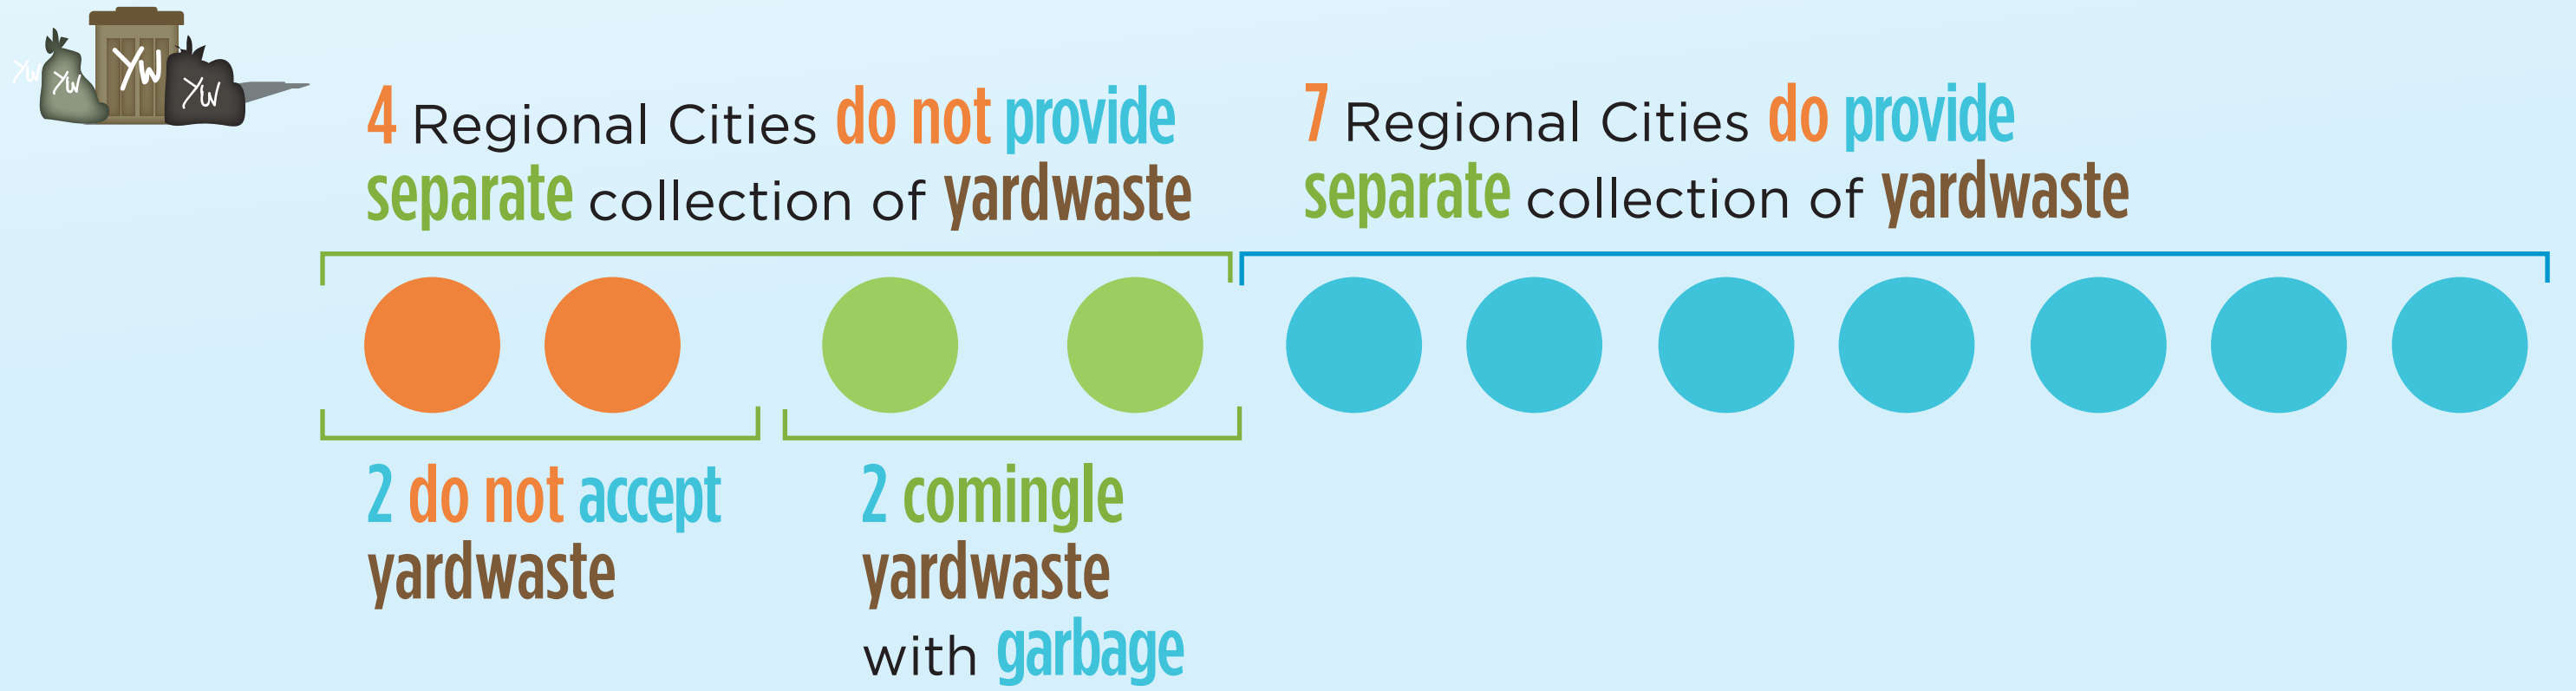 YW
YW
YW
YW
4 Regional Cities do not provide
separate collection of yardwaste
7 Regional Cities do provide
separate collection of yardwaste
2 do not accept
yardwaste
2 comingle
yardwaste
with garbage